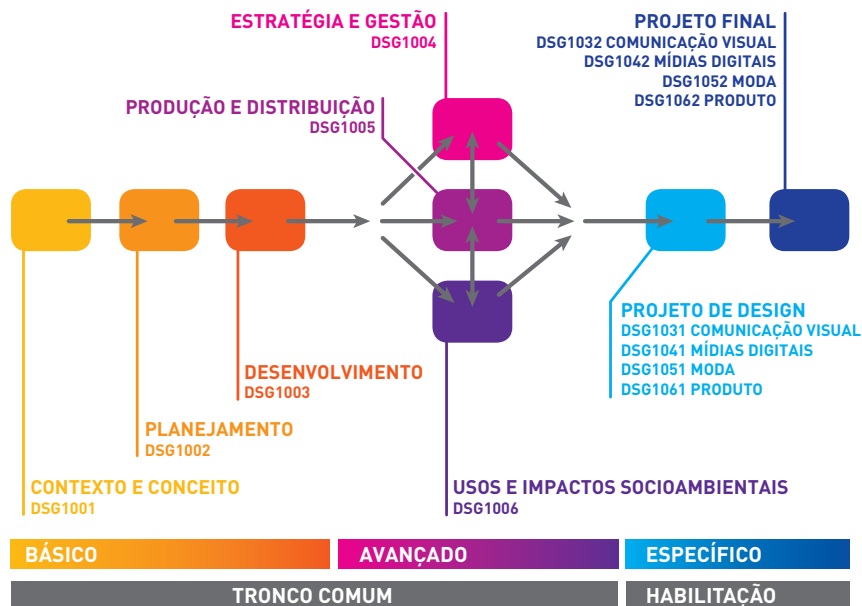 ESTRATÉGIA E GESTÃO
DSG1004
PROJETO FINAL
DSG1032 COMUNICAÇÃO VISUAL
DSG1042 MÍDIAS DIGITAIS
DSG1052 MODA
DSG1062 PRODUTO
PRODUÇÃO E DISTRIBUIÇÃO
DSG1005
PROJETO DE DESIGN
DSG1031 COMUNICAÇÃO VISUAL
DSG1041 MÍDIAS DIGITAIS
DSG1051 MODA
DSG1061 PRODUTO
DESENVOLVIMENTO
DSG1003
PLANEJAMENTO
DSG1002
CONTEXTO E CONCEITO
DSG1001
USOS E IMPACTOS SOCIOAMBIENTAIS
DSG1006
BÁSICO
AVANÇADO
ESPECÍFICO
TRONCO COMUM
HABILITAÇÃO